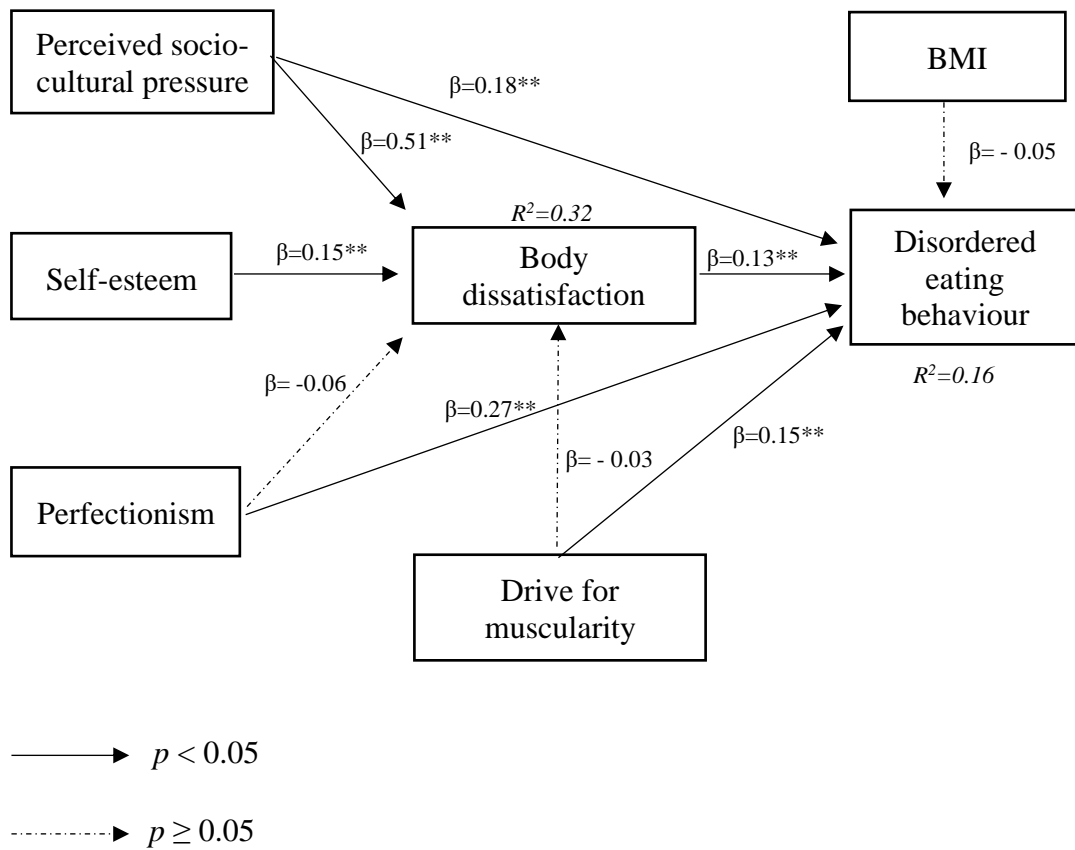 Perceived socio-
cultural pressure
BMI
β=0.18**
β=0.51**
β= - 0.05
R²=0.32
Self-esteem
β=0.15**
Body
dissatisfaction
β=0.13**
Disordered
eating
behaviour
R²=0.16
β= -0.06
β=0.27**
β=0.15**
β= - 0.03
Perfectionism
Drive for
muscularity
p < 0.05
p ≥ 0.05